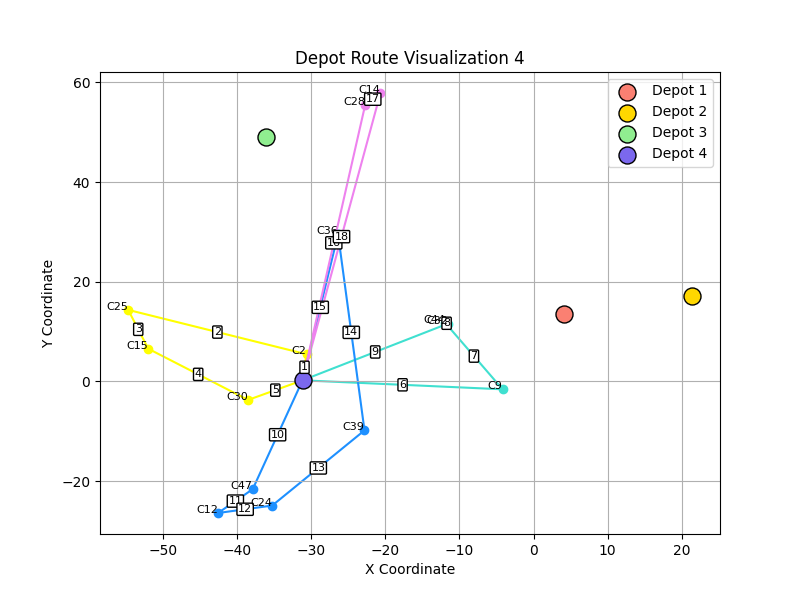 Depot Route Visualization 4
Depot 1
Depot 2
Depot 3
Depot 4
Y Coordinate
60
40
20
0
−20
C14
17
C28
C36
18
15
14
C25
3
2
C15
C2
1
4
C30
5
8
9
7
6
C9
C39
10
13
C47
11
C12
12
C24
−50
−40
−30
−20
−10
0
10
20
X Coordinate